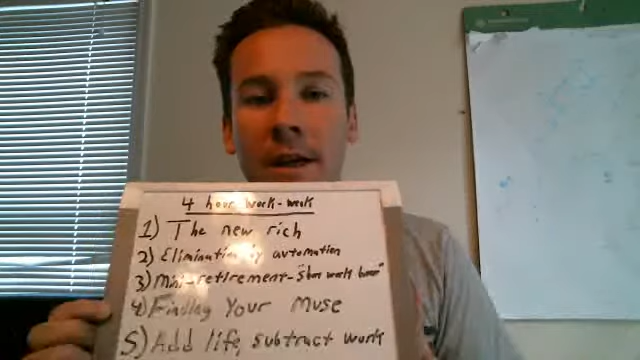 4 hour work-week
1) The new rich
2) Elimination by automation
3) Mini-retirement - "
4) Finding Your Muse
5) Add life, subtract work